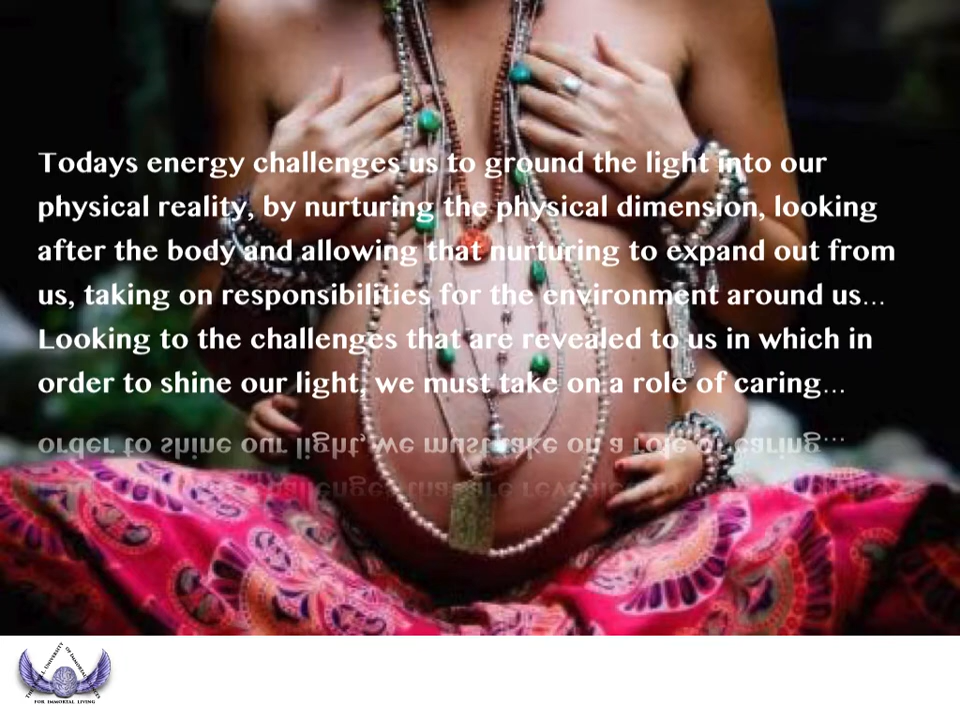 Todays energy challenges us to ground the light into our
physical reality, by nurturing the physical dimension, looking
after the body and allowing that nurturing to expand out from
us, taking on responsibilities for the environment around us...
Looking to the challenges that are revealed to us in which in
order to shine our light, we must take on a role of caring...
FOR IMMORTAL LIVING